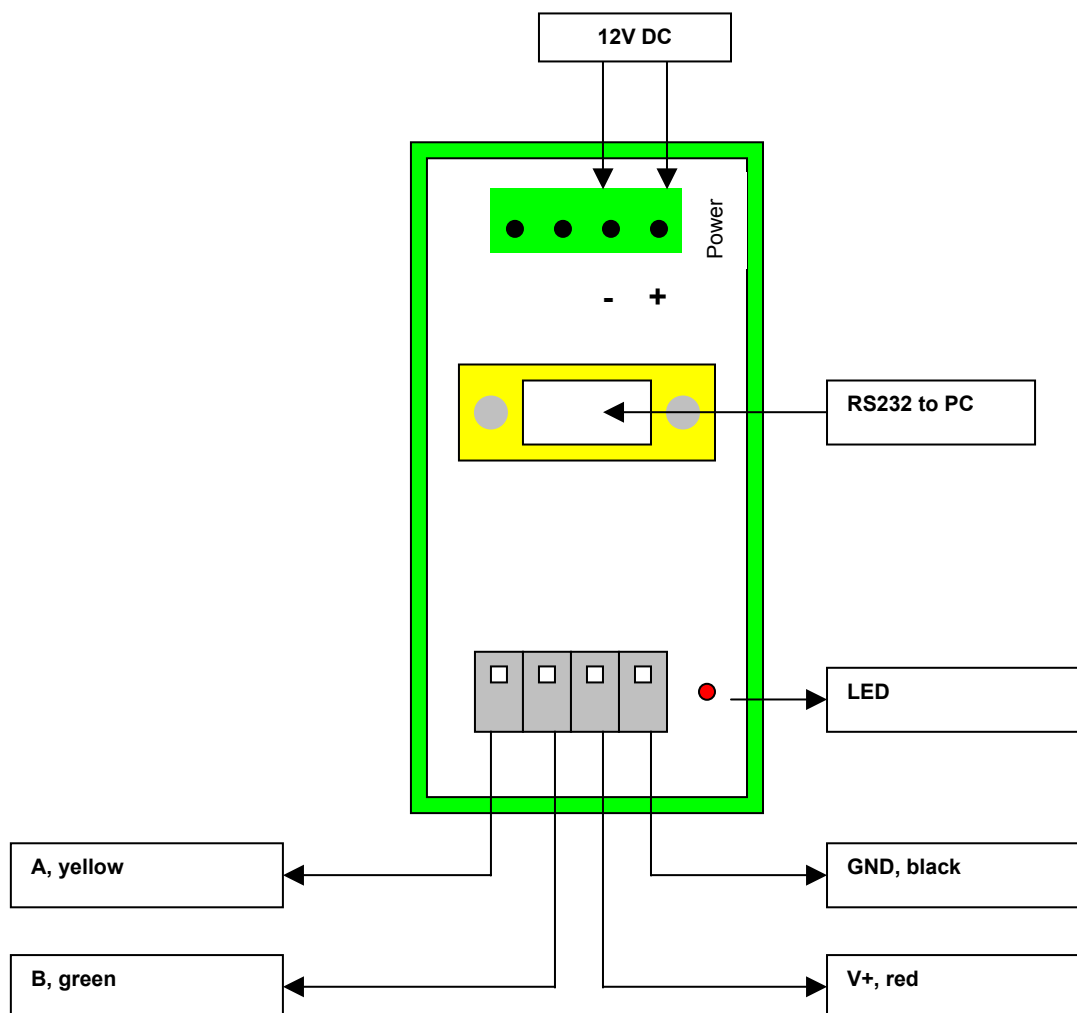 12V DC
Power
- +
RS232 to PC
LED
A, yellow
GND, black
B, green
V+, red